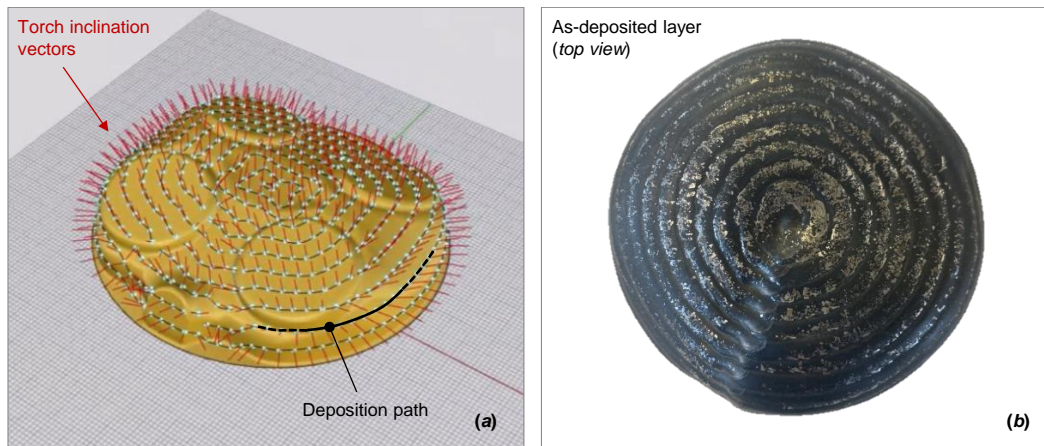 Torch inclination
vectors
Deposition path
(a)
As-deposited layer
(top view)
(b)